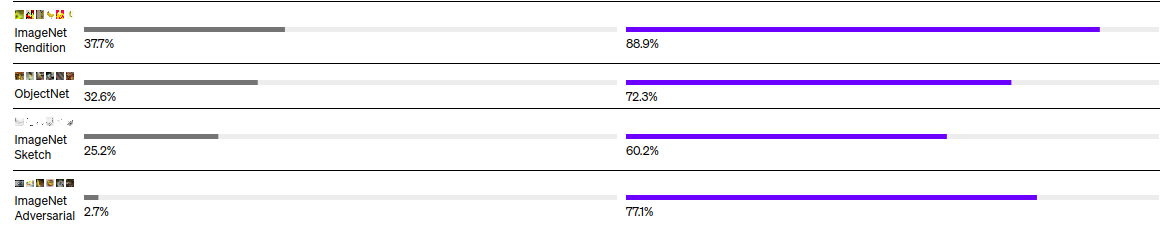 ImageNet
Rendition
37.7%
88.9%
ObjectNet
32.6%
72.3%
ImageNet
Sketch
25.2%
60.2%
ImageNet
Adversarial
2.7%
77.1%